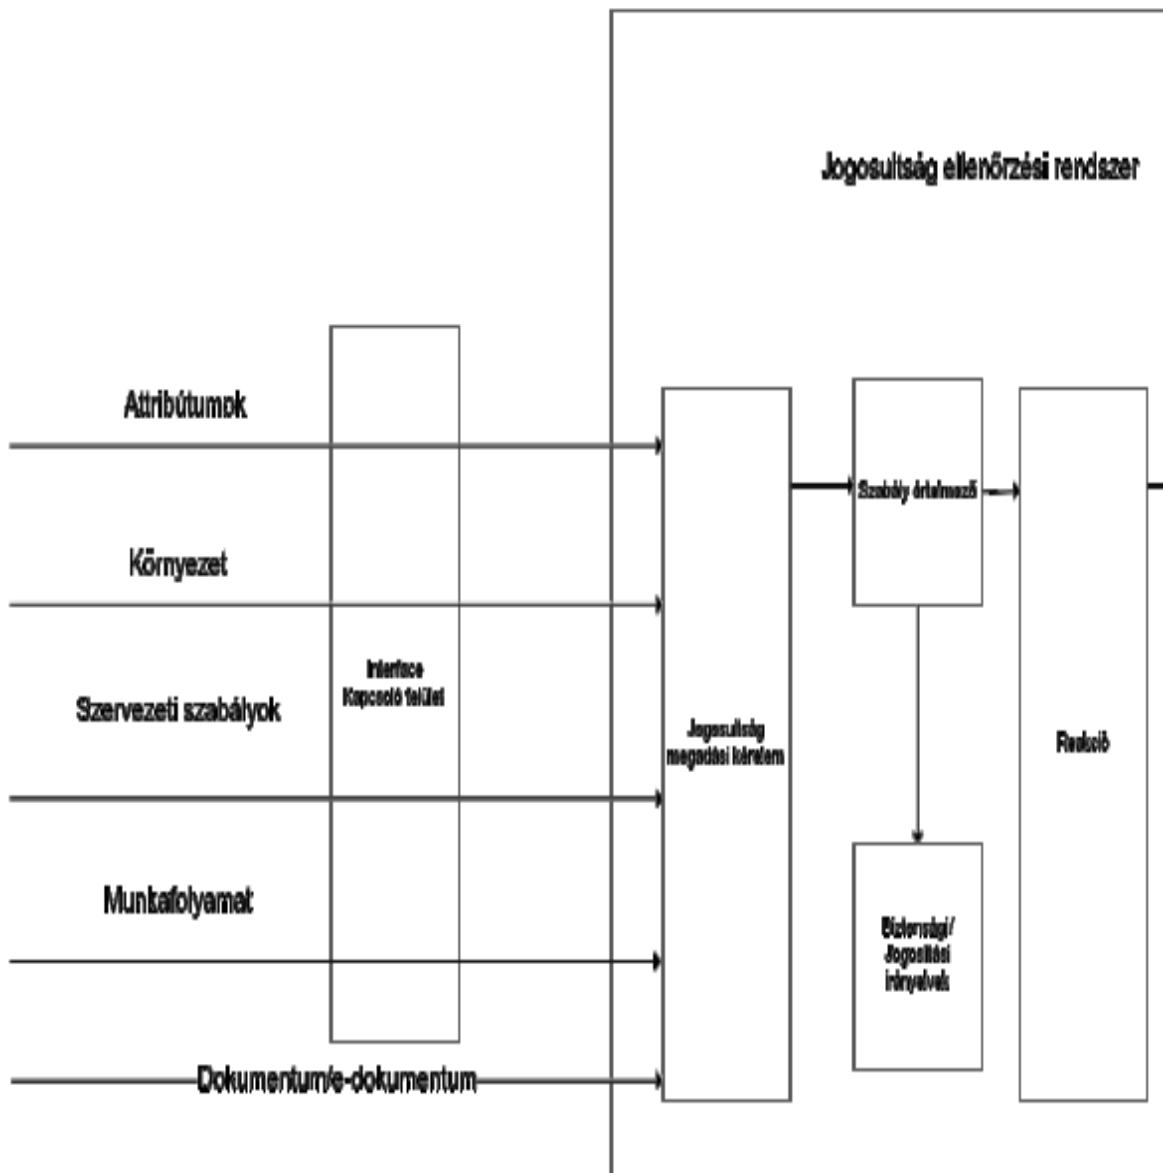 Jogosultság ellenőrzési rendszer
Attribútumok
Környezet
Szervezeti szabályok
Munkafolyamat
Dokumentum/e-dokumentum
Interface
Kapcsoló felület
Jogosultság
megadási kérelem
Szabály értelmező
Biztonsági/
Jogosítási
irányelvek
Reakció